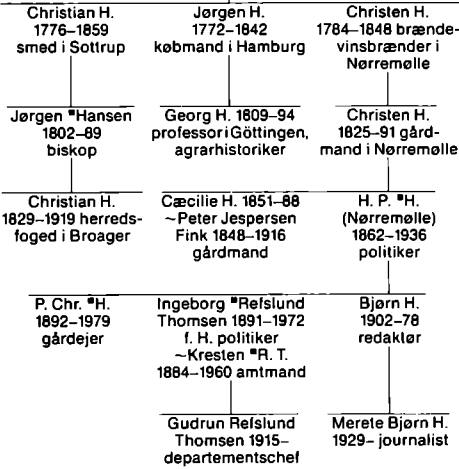 Christian H.
1776–1859
smed i Sottrup
Jørgen H.
1772–1842
købmand i Hamburg
Christen H.
1784–1848 brænde-
vinsbrænder i
Nørremølle
Jørgen *Hansen
1802–89
biskop
Georg H. 1809–94
professor i Göttingen,
agrarhistoriker
Christen H.
1825–91 gård-
mand i Nørremølle
Christian H.
1829–1919 herreds-
foged i Broager
Cæcilie H. 1851–88
~Peter Jespersen
Fink 1848–1916
gårdmand
H. P. *H.
(Nørremølle)
1862–1936
politiker
P. Chr. *H.
1892–1979
gårdejer
Ingeborg *Refslund
Thomsen 1891–1972
f. H. politiker
~Kresten *R. T.
1884–1960 amtmand
Bjørn H.
1902–78
redaktør
Gudrun Refslund
Thomsen 1915–
departementschef
Merete Bjørn H.
1929– journalist